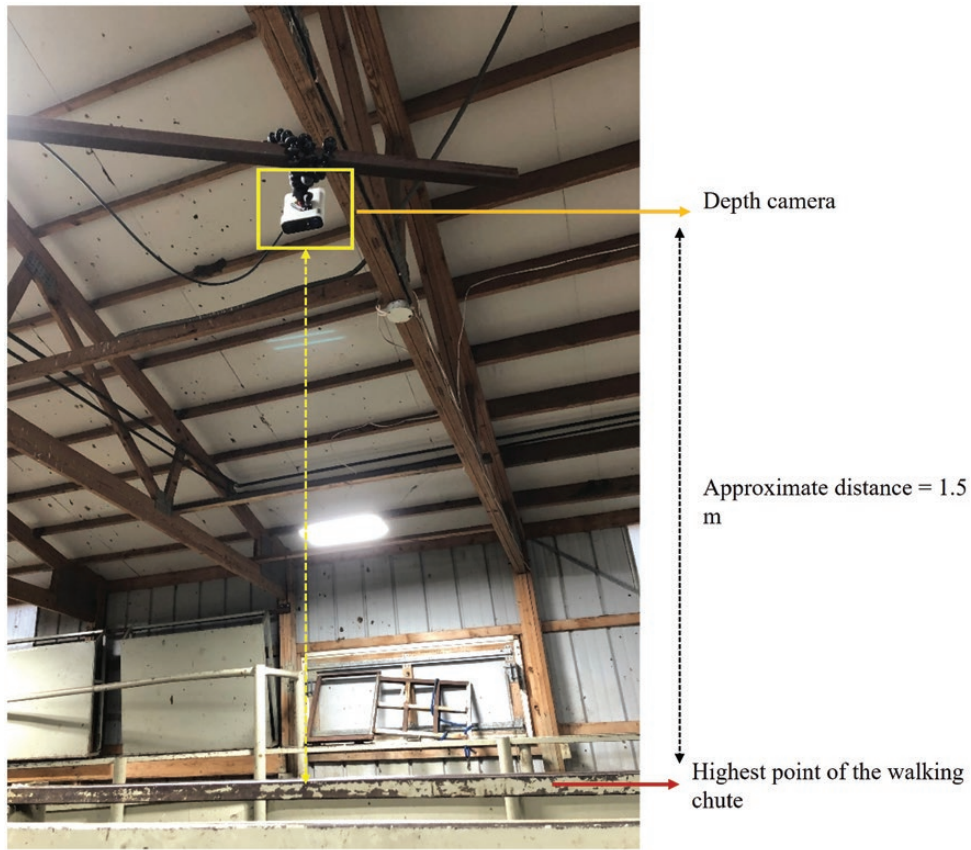 Depth camera
Approximate distance = 1.5
m
Highest point of the walking
chute